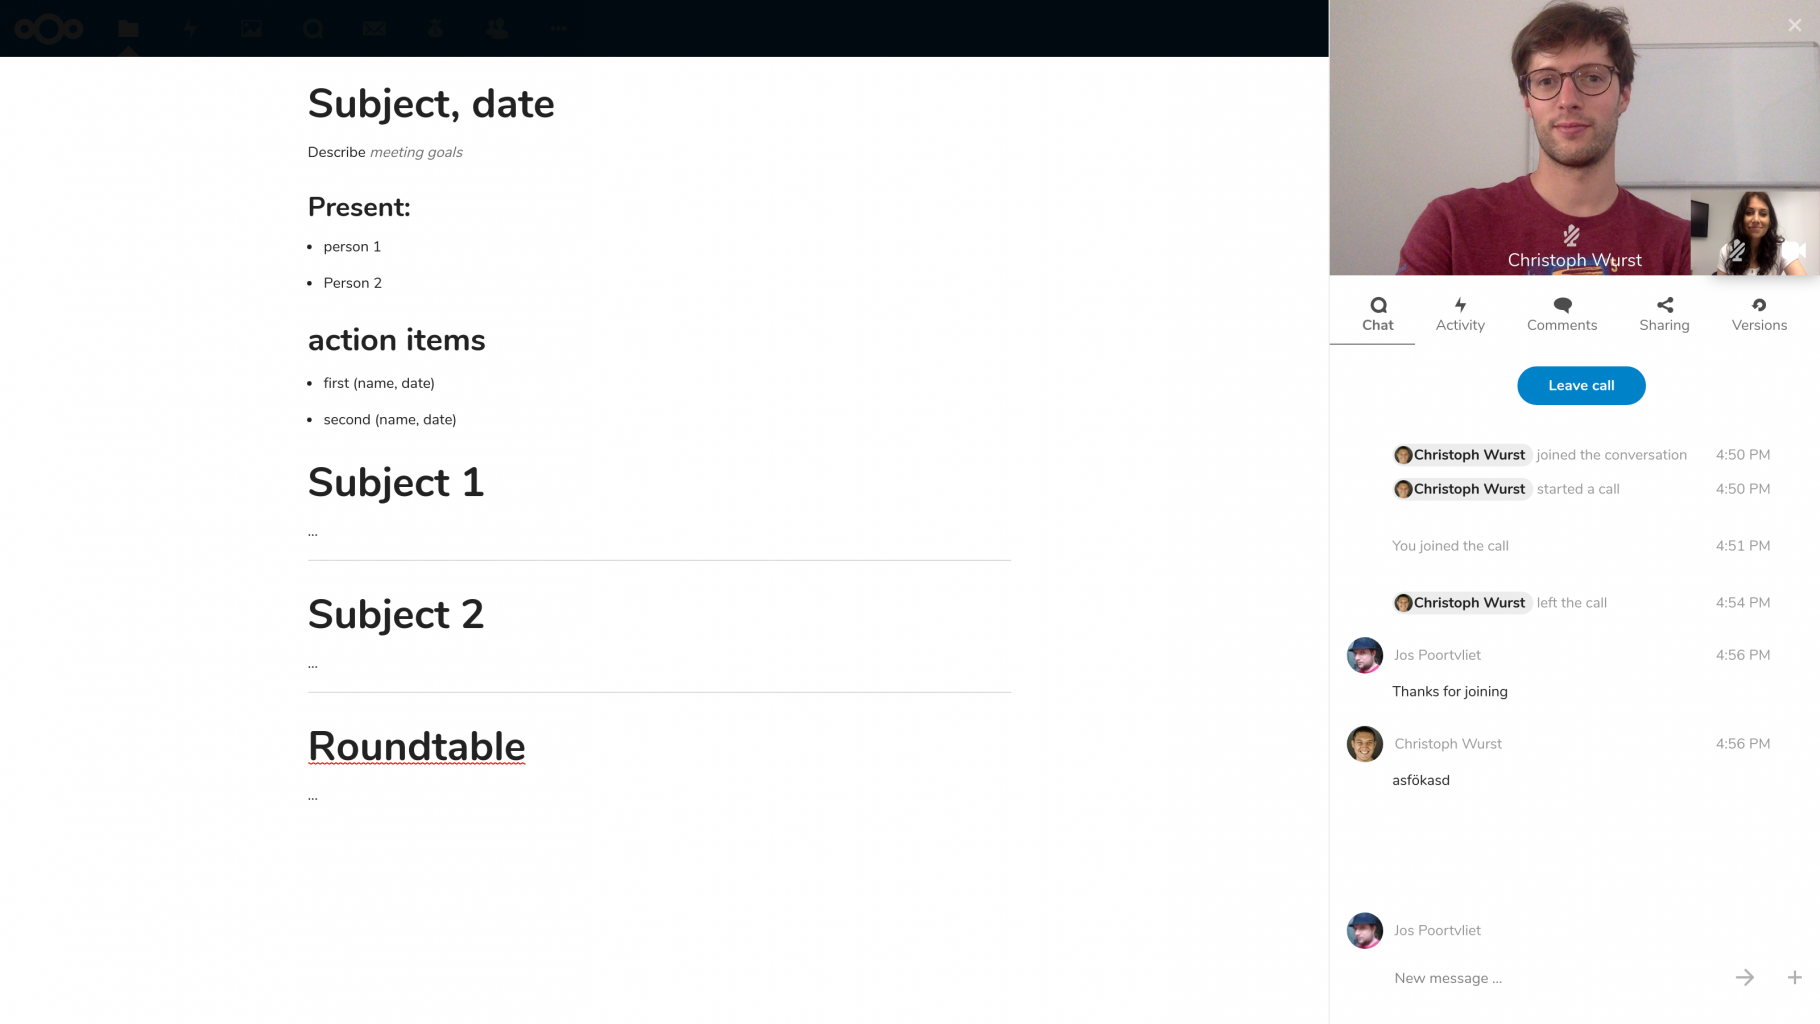 Subject, date
Describe meeting goals
Present:
person 1
Person 2
action items
first (name, date)
second (name, date)
Subject 1
...
Subject 2
...
Roundtable
...
Christoph Wurst
Chat Activity Comments Sharing Versions
Leave call
Christoph Wurst joined the conversation 4:50 PM
Christoph Wurst started a call 4:50 PM
You joined the call 4:51 PM
Christoph Wurst left the call 4:54 PM
Jos Poortvliet 4:56 PM
Thanks for joining
Christoph Wurst 4:56 PM
asfökasd
Jos Poortvliet
New message ...